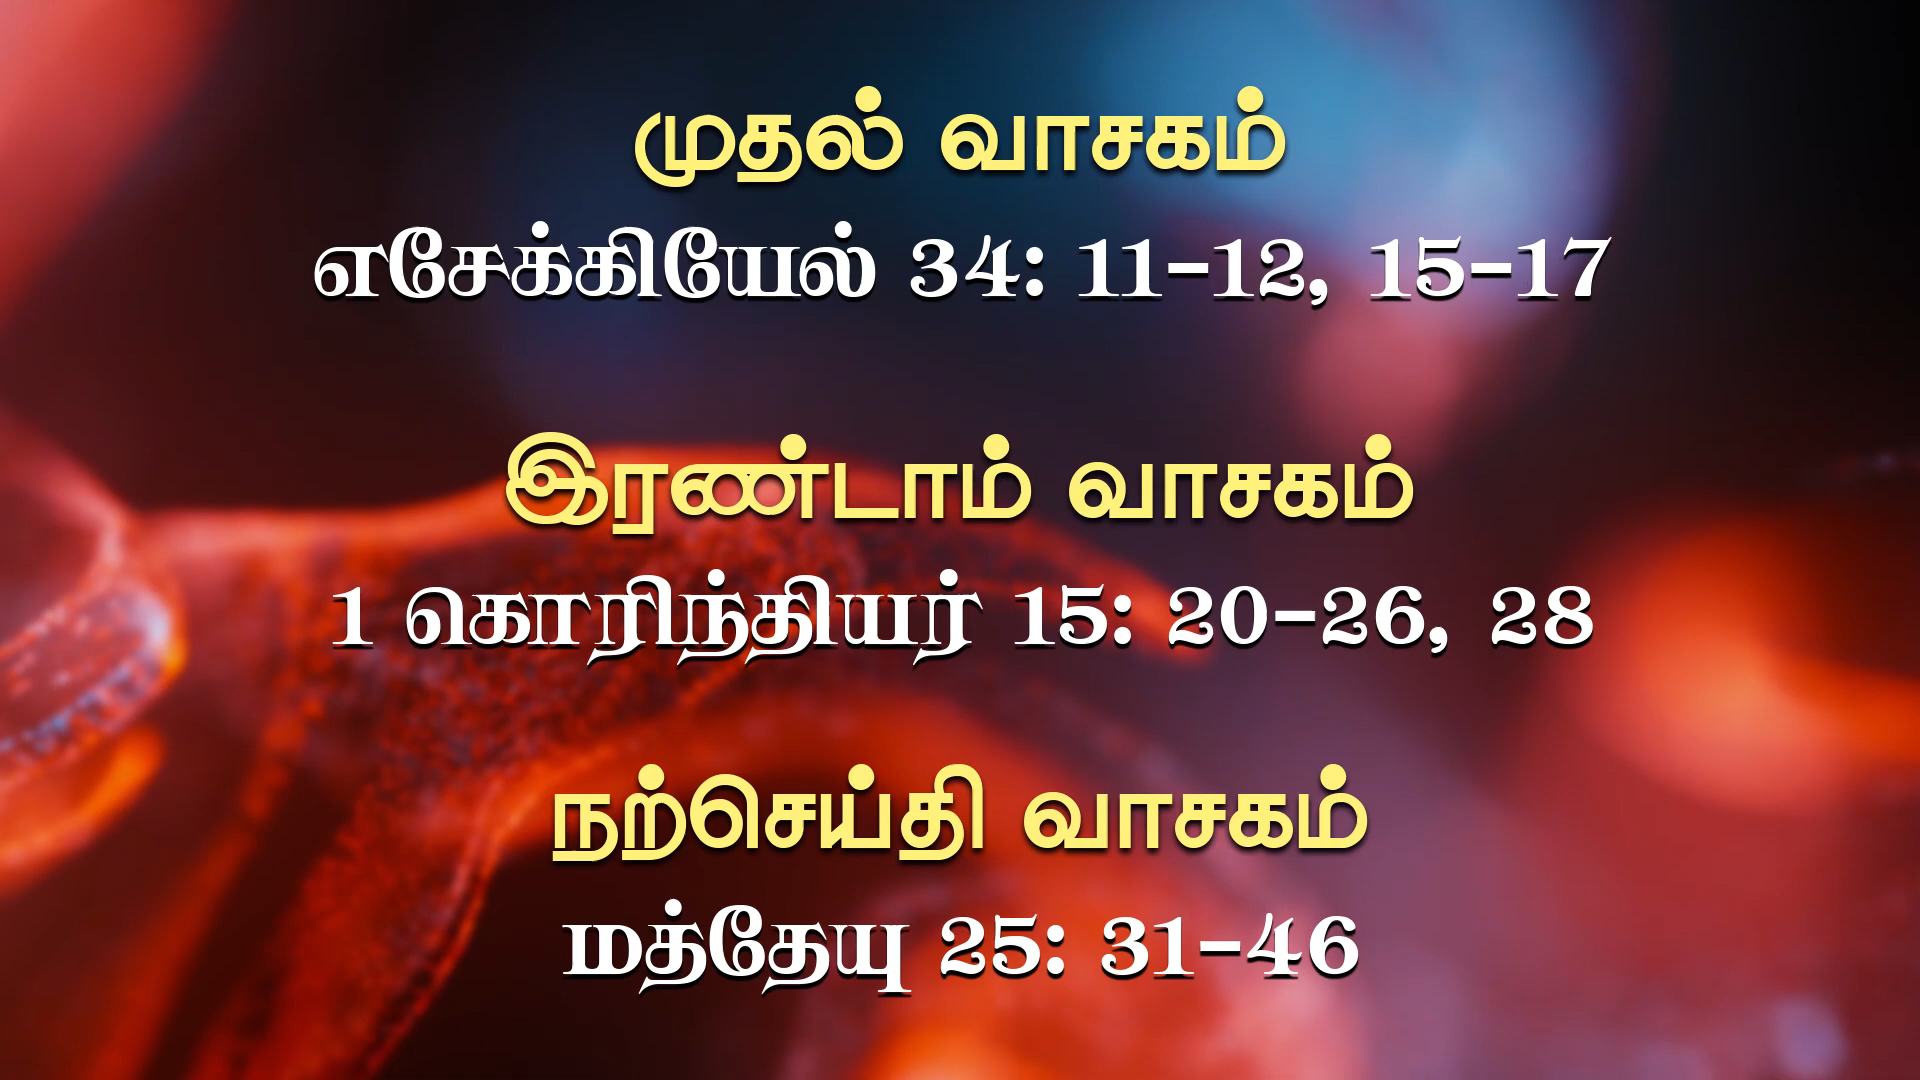 முதல் வாசகம்
எசேக்கியேல் 34: 11-12, 15-17
இரண்டாம் வாசகம்
1 கொரிந்தியர் 15: 20-26, 28
நற்செய்தி வாசகம்
மத்தேயு 25: 31-46